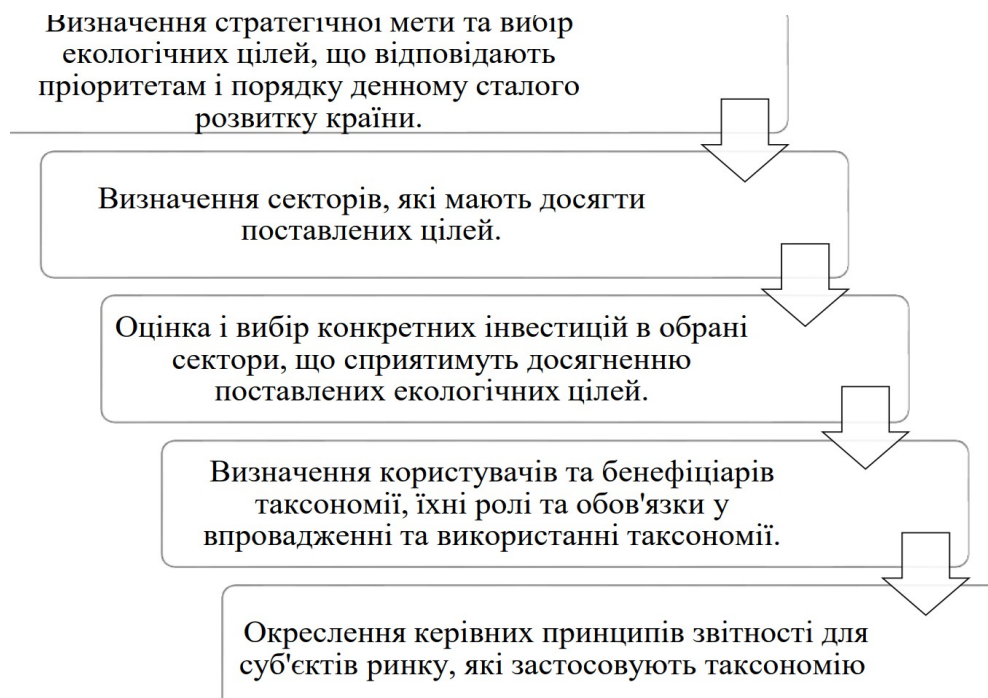 Визначення стратегічної мети та вибір
екологічних цілей, що відповідають
пріоритетам і порядку денному сталого
розвитку країни.
Визначення секторів, які мають досягти
поставлених цілей.
Оцінка і вибір конкретних інвестицій в обрані
сектори, що сприятимуть досягненню
поставлених екологічних цілей.
Визначення користувачів та бенефіціарів
таксономії, їхні ролі та обов'язки у
впровадженні та використанні таксономії.
Окреслення керівних принципів звітності для
суб'єктів ринку, які застосовують таксономію